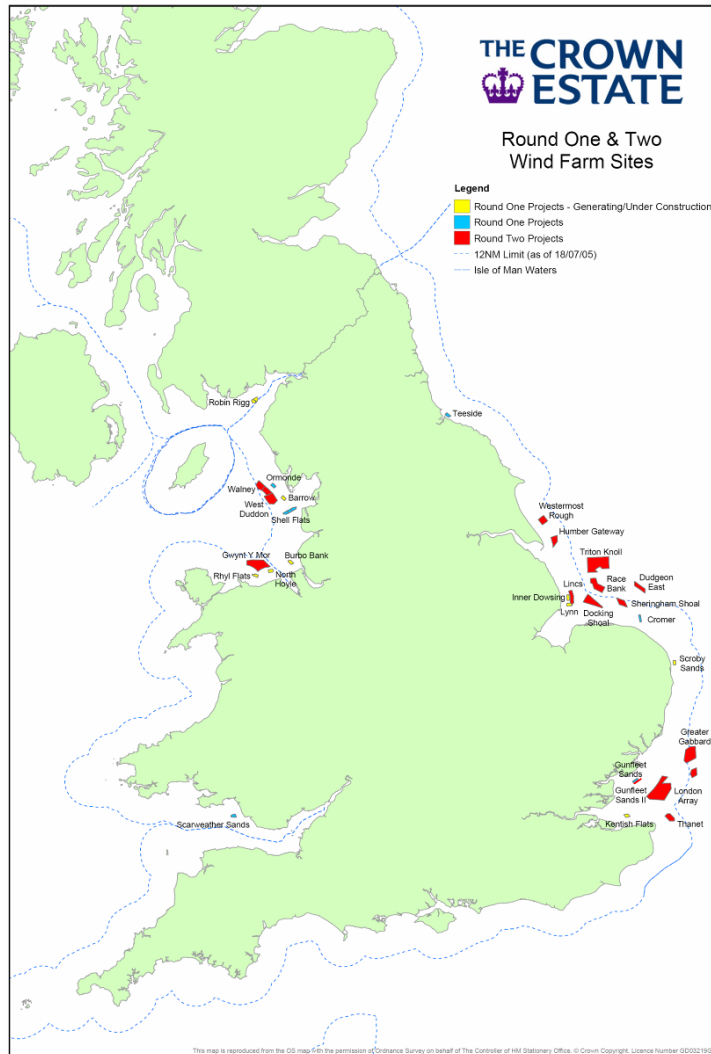 THE CROWN
ESTATE
Round One & Two
Wind Farm Sites
Legend
Round One Projects - Generating/Under Construction
Round One Projects
Round Two Projects
12NM Limit (as of 18/07/05)
Isle of Man Waters
Robin Rigg
Teeside
Ormonde
Walney
Barrow
West
Duddon
Shell Flats
Westermost
Rough
Humber Gateway
Gwynt Y Mor
Burbo Bank
Rhyl Flats
North
Hoyle
Triton Knoll
Lincs
Race
Bank
Dudgeon
East
Inner Dowsing
Lynn
Docking
Shoal
Sheringham Shoal
Cromer
Scroby
Sands
Greater
Gabbard
Gunfleet
Sands
Gunfleet
Sands II
London
Array
Scarweather Sands
Kentish Flats
Thanet
This map is reproduced from the OS map with the permission of Ordnance Survey on behalf of The Controller of HM Stationery Office. © Crown Copyright. Licence Number GD03219G